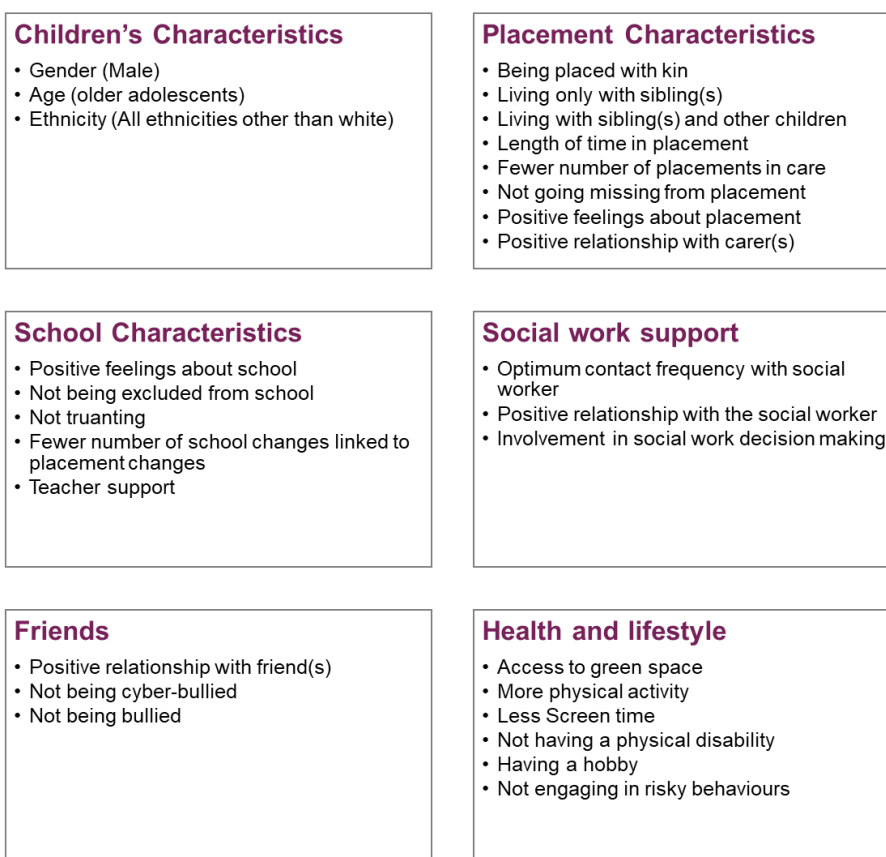 Children’s Characteristics
• Gender (Male)
• Age (older adolescents)
• Ethnicity (All ethnicities other than white)
Placement Characteristics
• Being placed with kin
• Living only with sibling(s)
• Living with sibling(s) and other children
• Length of time in placement
• Fewer number of placements in care
• Not going missing from placement
• Positive feelings about placement
• Positive relationship with carer(s)
School Characteristics
• Positive feelings about school
• Not being excluded from school
• Not truanting
• Fewer number of school changes linked to
placement changes
• Teacher support
Social work support
• Optimum contact frequency with social
worker
• Positive relationship with the social worker
• Involvement in social work decision making
Friends
• Positive relationship with friend(s)
• Not being cyber-bullied
• Not being bullied
Health and lifestyle
• Access to green space
• More physical activity
• Less Screen time
• Not having a physical disability
• Having a hobby
• Not engaging in risky behaviours